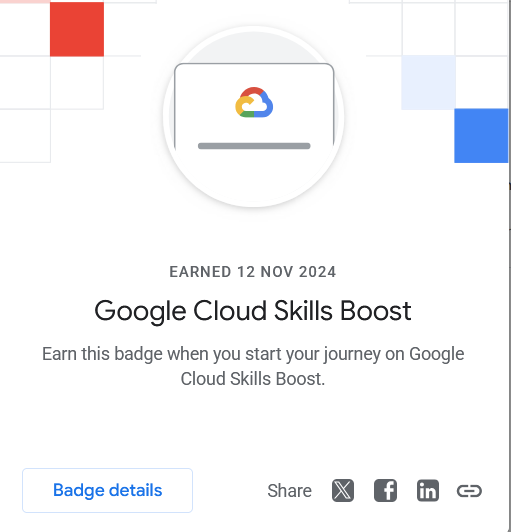 EARNED 12 NOV 2024
Google Cloud Skills Boost
Earn this badge when you start your journey on Google
Cloud Skills Boost.
Badge details
Share